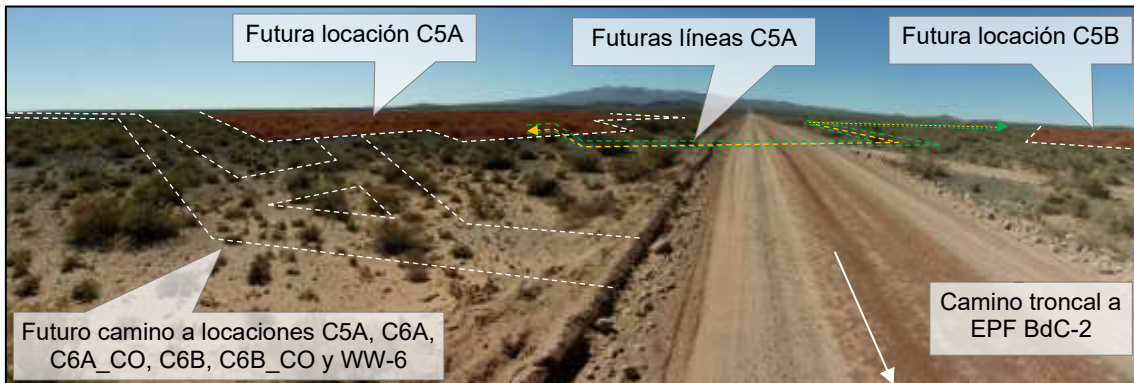 Futura locación C5A
Futuras líneas C5A
Futura locación C5B
Futuro camino a locaciones C5A, C6A,
C6A_CO, C6B, C6B_CO y WW-6
Camino troncal a
EPF BdC-2